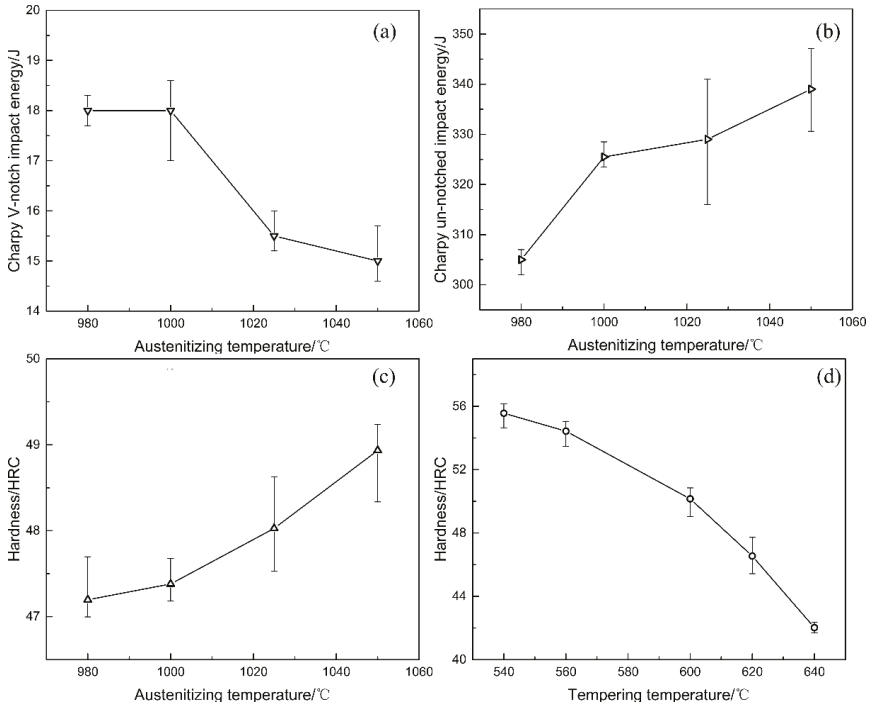 (a)
Charpy V-notch impact energy/J
20
19
18
17
16
15
14
980 1000 1020 1040 1060
Austenitizing temperature/℃
(b)
Charpy un-notched impact energy/J
350
340
330
320
310
300
980 1000 1020 1040 1060
Austenitizing temperature/℃
(c)
Hardness/HRC
50
49
48
47
980 1000 1020 1040 1060
Austenitizing temperature/℃
(d)
Hardness/HRC
56
52
48
44
40
540 560 580 600 620 640
Tempering temperature/℃